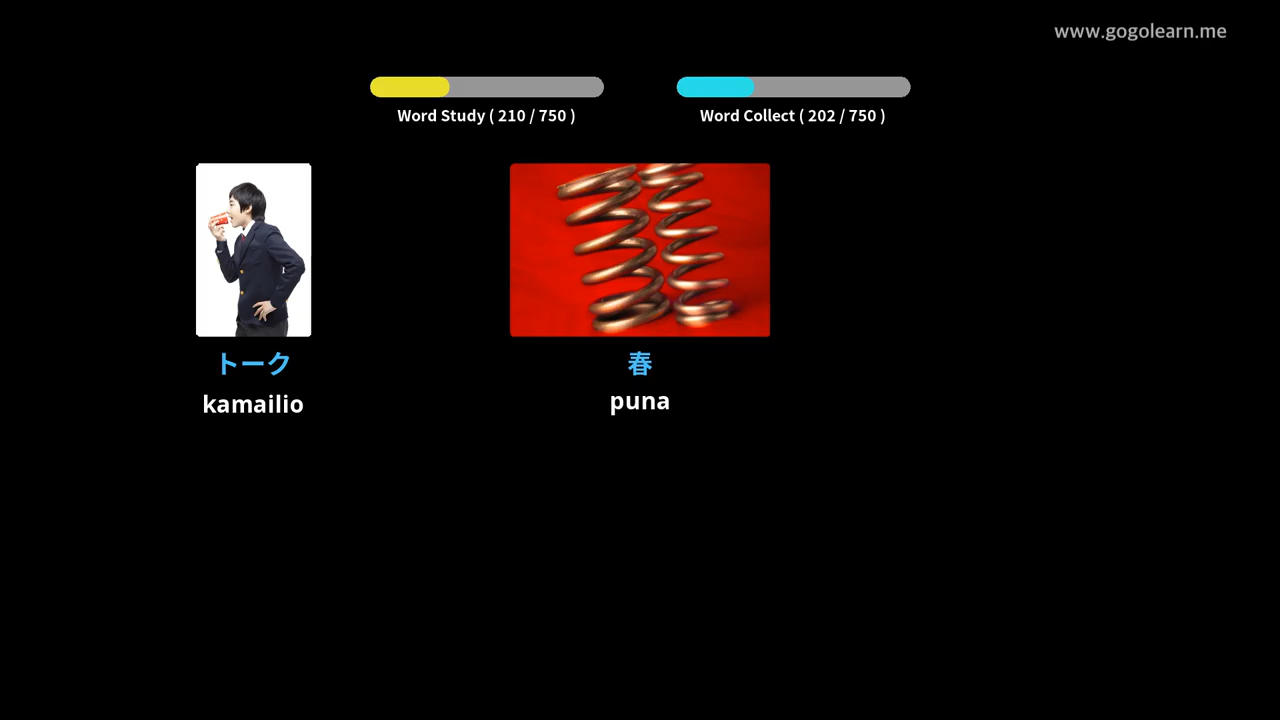 www.gogolearn.me
Word Study ( 210 / 750 )
Word Collect ( 202 / 750 )
トーク
kamailio
春
puna